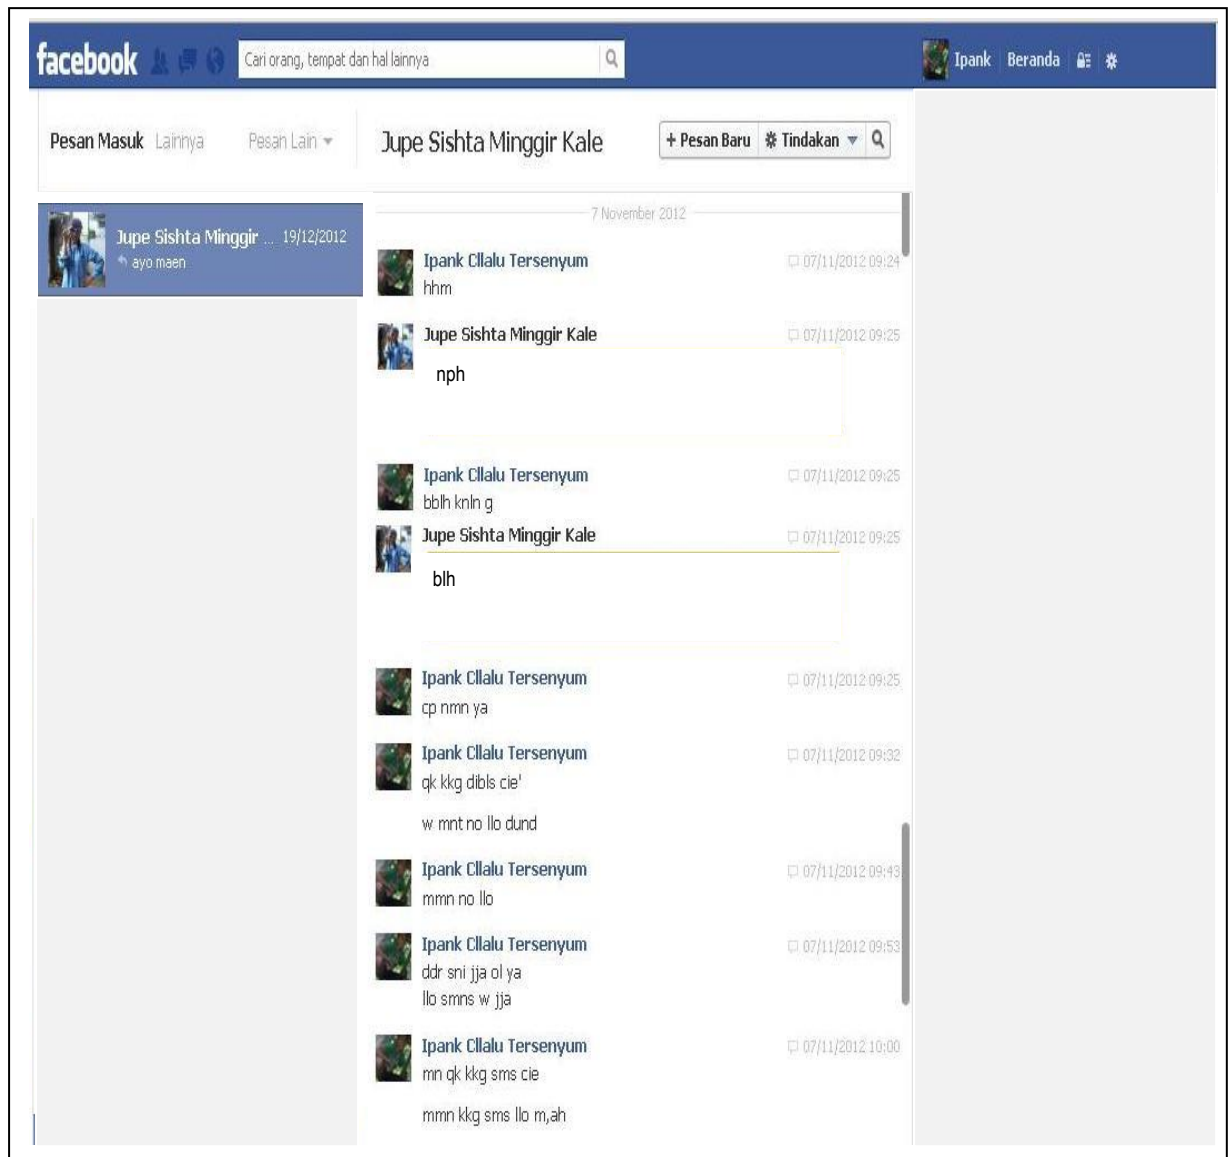 facebook
Cari orang, tempat dan hal lainnya
Ipank Beranda
Pesan Masuk Lainnya Pesan Lain
Jupe Sishta Minggir Kale
+ Pesan Baru Tindakan
Jupe Sishta Minggir ... 19/12/2012
ayo maen
7 November 2012
Ipank Cllalu Tersenyum 07/11/2012 09:24
hhm
Jupe Sishta Minggir Kale 07/11/2012 09:25
nph
Ipank Cllalu Tersenyum 07/11/2012 09:25
bblh knln g
Jupe Sishta Minggir Kale 07/11/2012 09:25
blh
Ipank Cllalu Tersenyum 07/11/2012 09:25
cp nmn ya
Ipank Cllalu Tersenyum 07/11/2012 09:32
qk kkg dibls cie'
w mnt no llo dund
Ipank Cllalu Tersenyum 07/11/2012 09:43
mmn no llo
Ipank Cllalu Tersenyum 07/11/2012 09:53
ddr sni jja ol ya
llo smns w jja
Ipank Cllalu Tersenyum 07/11/2012 10:00
mn qk kkg sms cie
mmn kkg sms llo m,ah